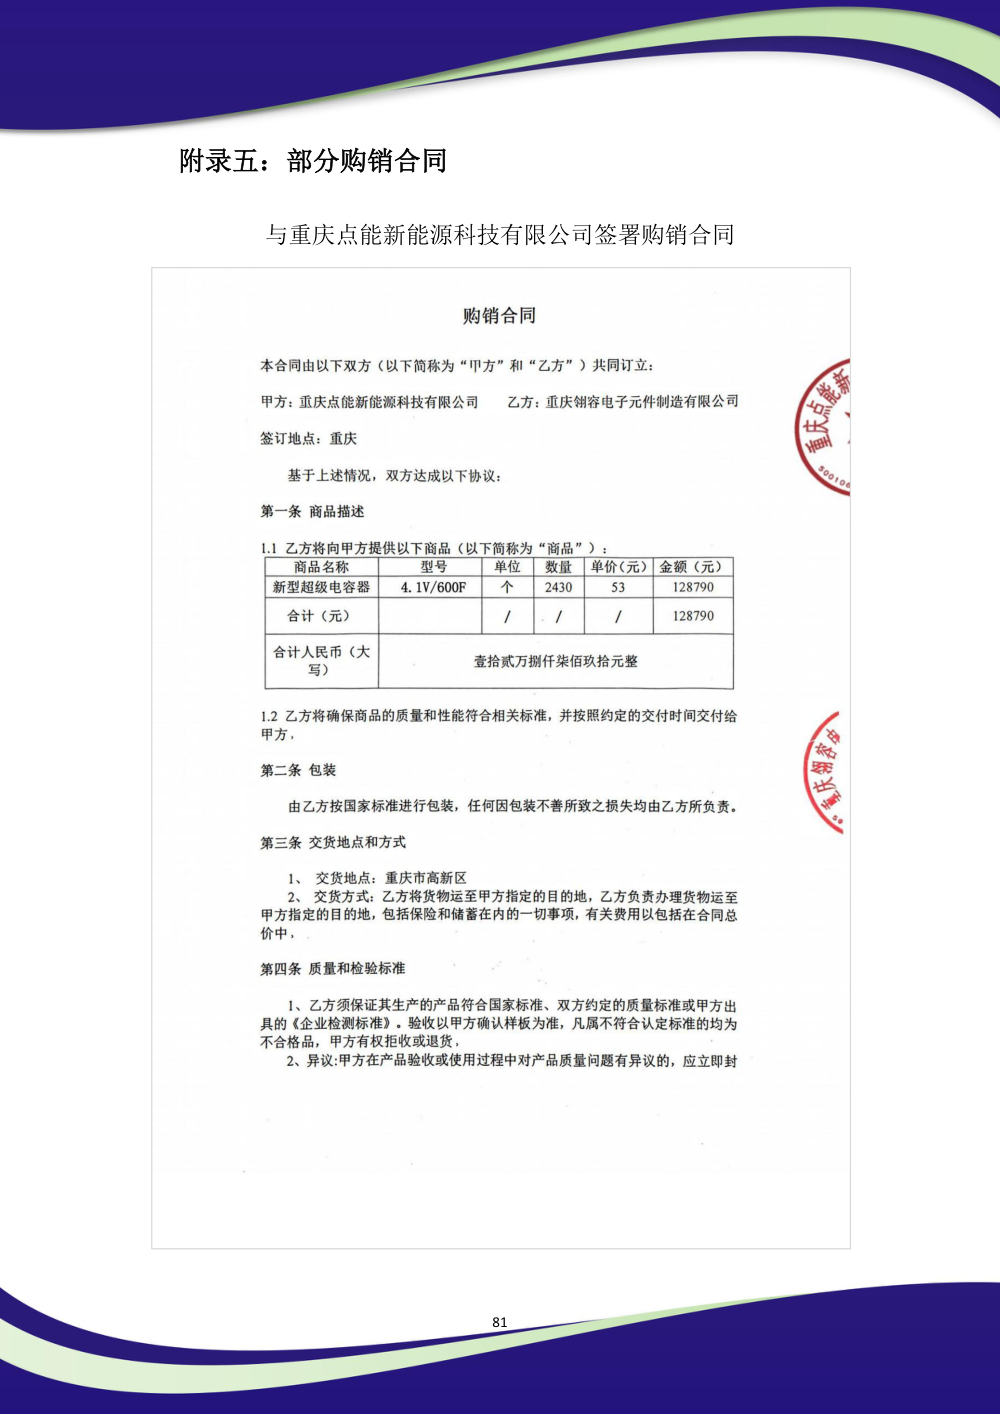 附录五：部分购销合同
与重庆点能新能源科技有限公司签署购销合同
购销合同
本合同由以下双方（以下简称为“甲方”和“乙方”）共同订立：
甲方：重庆点能新能源科技有限公司 乙方：重庆翎容电子元件制造有限公司
签订地点：重庆
基于上述情况，双方达成以下协议：
第一条 商品描述
1.1 乙方将向甲方提供以下商品（以下简称为“商品”）：
商品名称 型号 单位 数量 单价（元） 金额（元）
新型超级电容器 4.1V/600F 个 2430 53 128790
合计（元） / / / 128790
合计人民币（大
写） 壹拾贰万捌仟柒佰玖拾元整
1.2 乙方将确保商品的质量和性能符合相关标准，并按照约定的交付时间交付给
甲方。
第二条 包装
由乙方按国家标准进行包装，任何因包装不善所致之损失均由乙方所负责。
第三条 交货地点和方式
1、 交货地点：重庆市高新区
2、 交货方式：乙方将货物运至甲方指定的目的地，乙方负责办理货物运至
甲方指定的目的地，包括保险和储蓄在内的一切事项，有关费用以包括在合同总
价中。
第四条 质量和检验标准
1、乙方须保证其生产的产品符合国家标准、双方约定的质量标准或甲方出
具的《企业检测标准》。验收以甲方确认样板为准，凡属不符合认定标准的均为
不合格品，甲方有权拒收或退货。
2、异议:甲方在产品验收或使用过程中对产品质量问题有异议的，应立即封
重庆点能新
50010
重庆翎容电
50
81